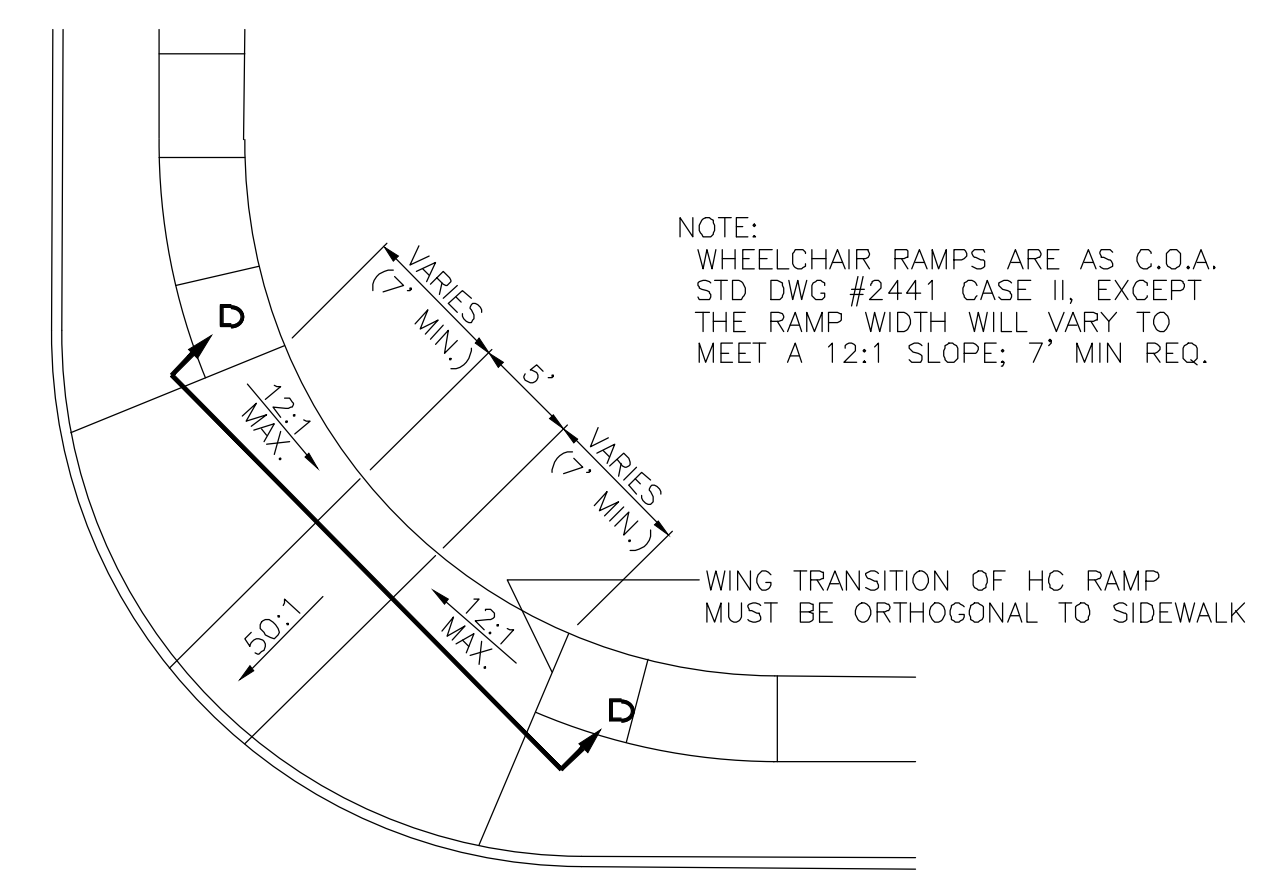 NOTE:
WHEELCHAIR RAMPS ARE AS C.O.A.
STD DWG #2441 CASE II, EXCEPT
THE RAMP WIDTH WILL VARY TO
MEET A 12:1 SLOPE; 7' MIN REQ.
VARIES
(7' MIN.)
5'
VARIES
(7' MIN.)
D
12:1
MAX.
50:1
12:1
MAX.
WING TRANSITION OF HC RAMP
MUST BE ORTHOGONAL TO SIDEWALK
D